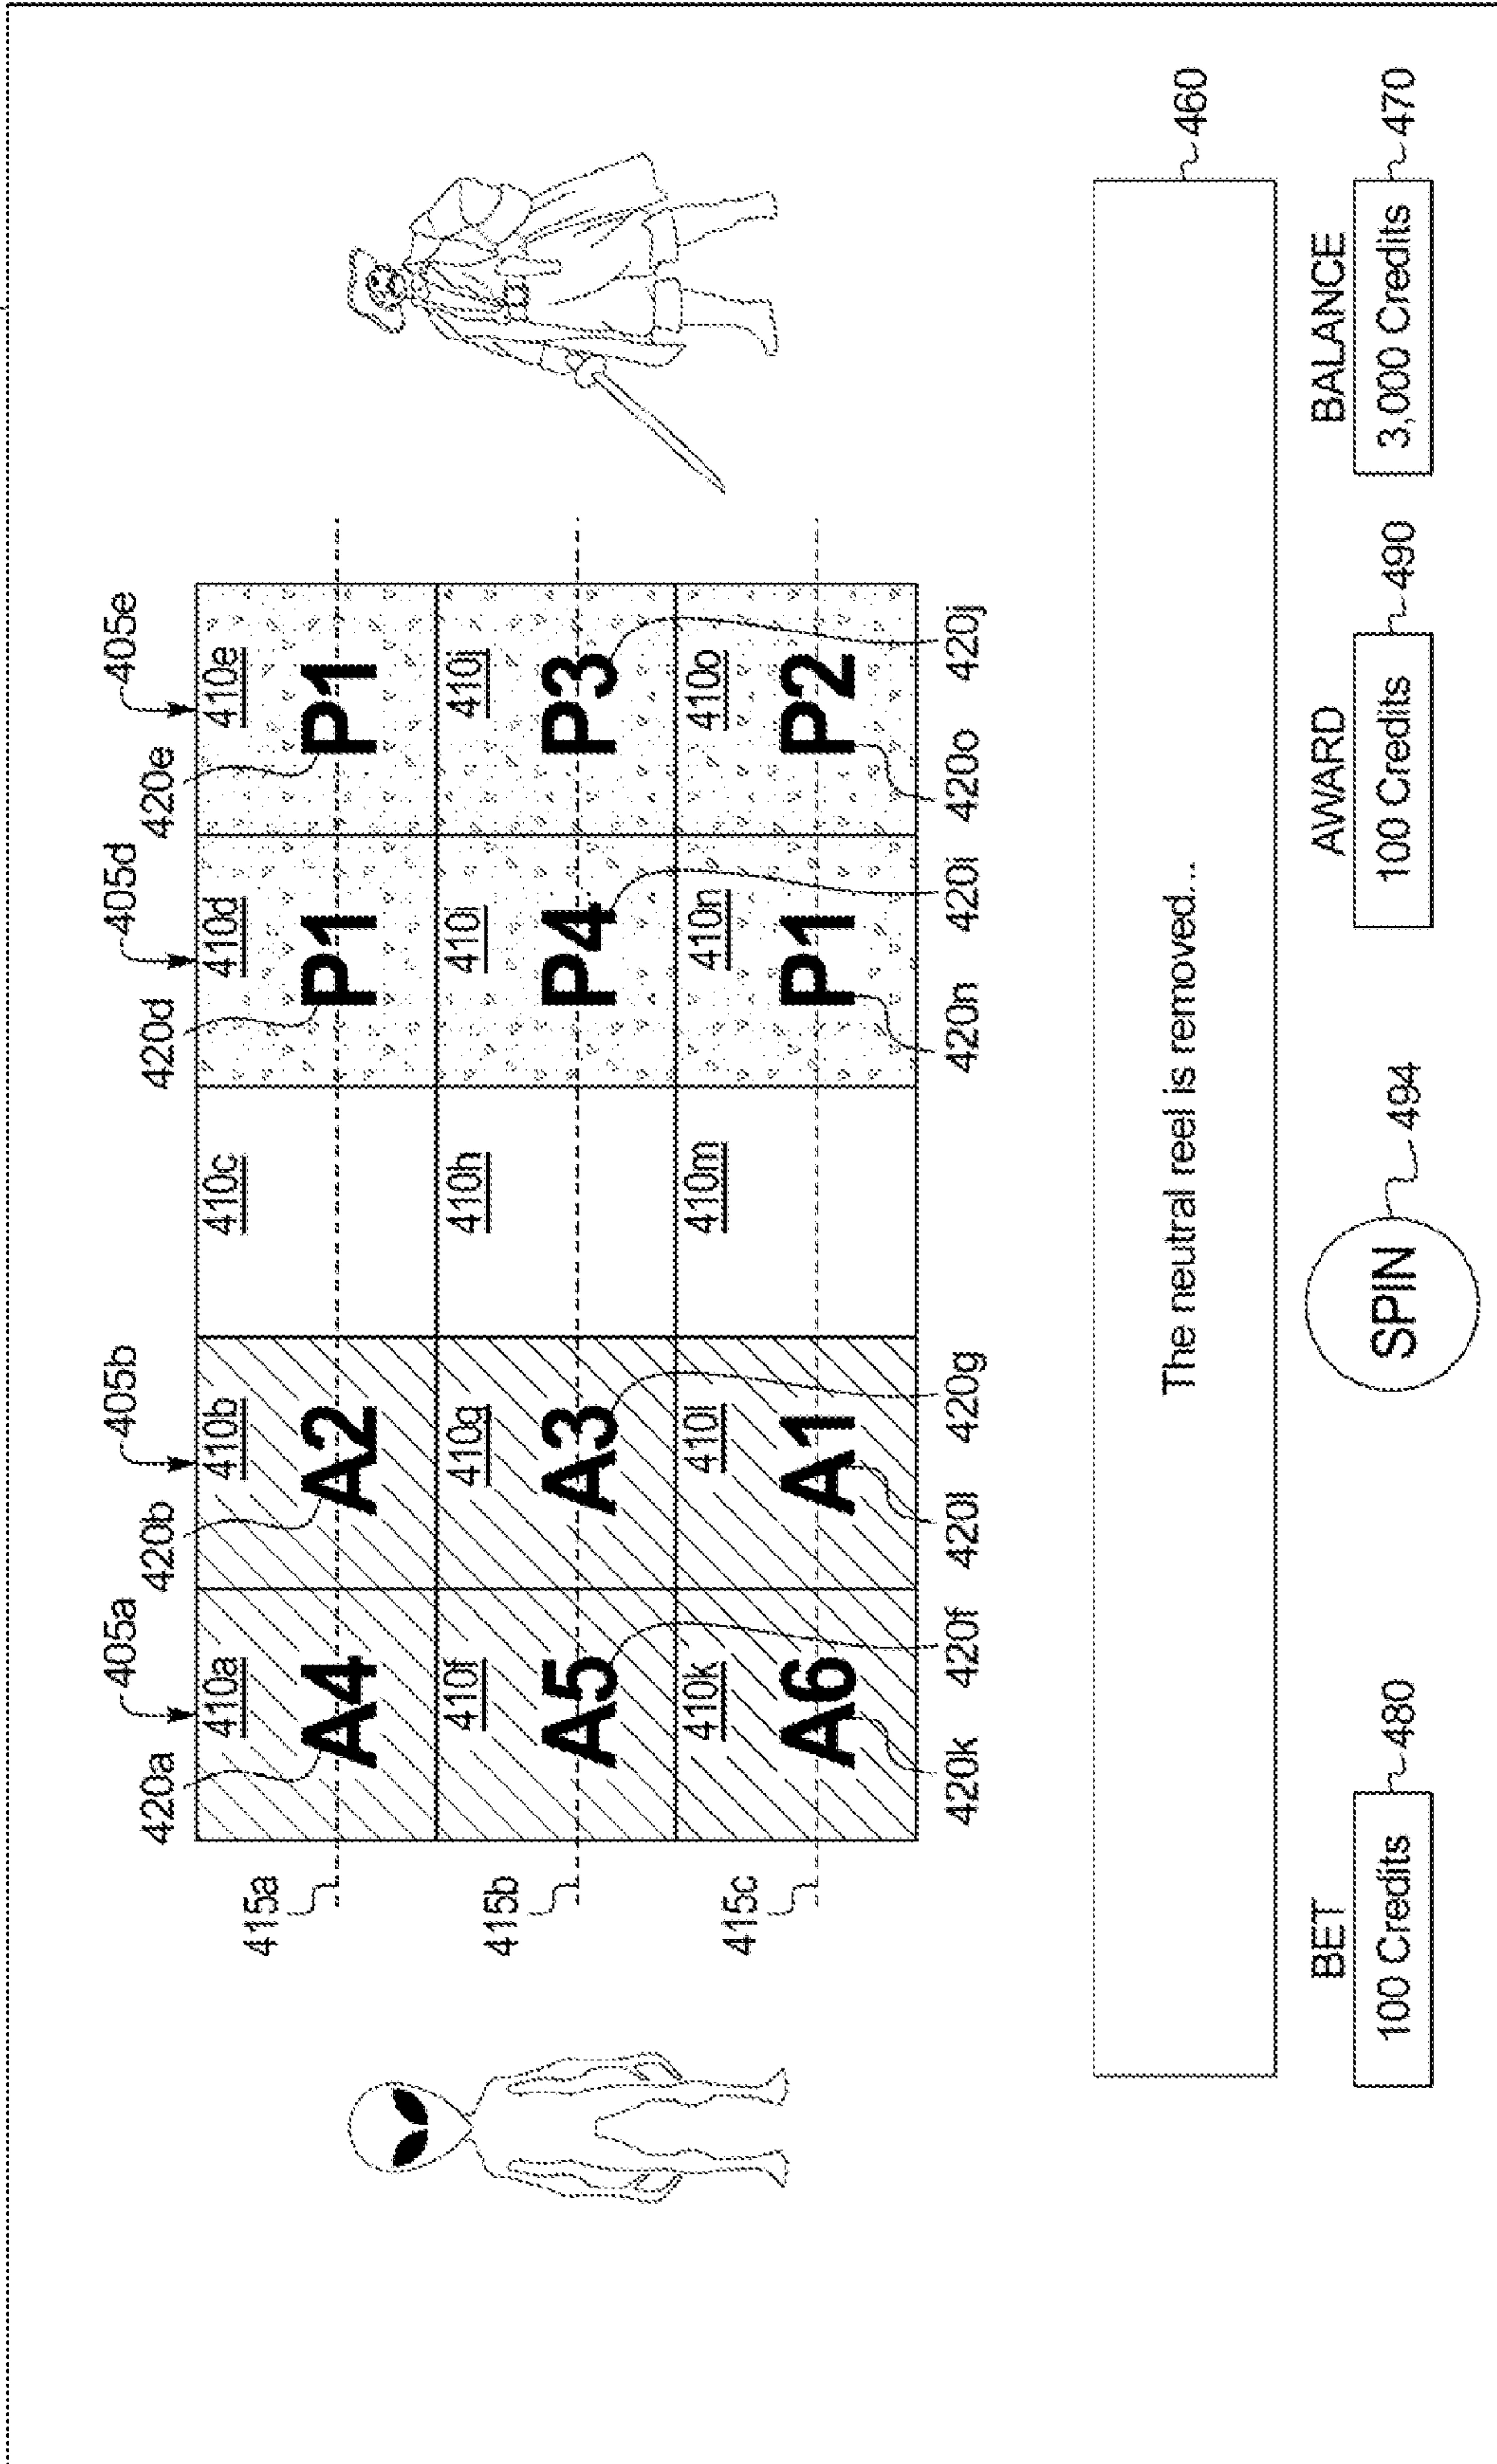 405a 405b 405d 405e
420a 420b 420d 420e
410a 410b 410c 410d 410e
415a A4 A2 P1 P1
410f 410g 410h 410i 410j
415b A5 A3 P4 P3
410k 410l 410m 410n 410o
415c A6 A1 P1 P2
420k 420f 420l 420g 420n 420i 420o 420j
The neutral reel is removed... 460
BET AWARD BALANCE
100 Credits 480 SPIN 494 100 Credits 490 3,000 Credits 470